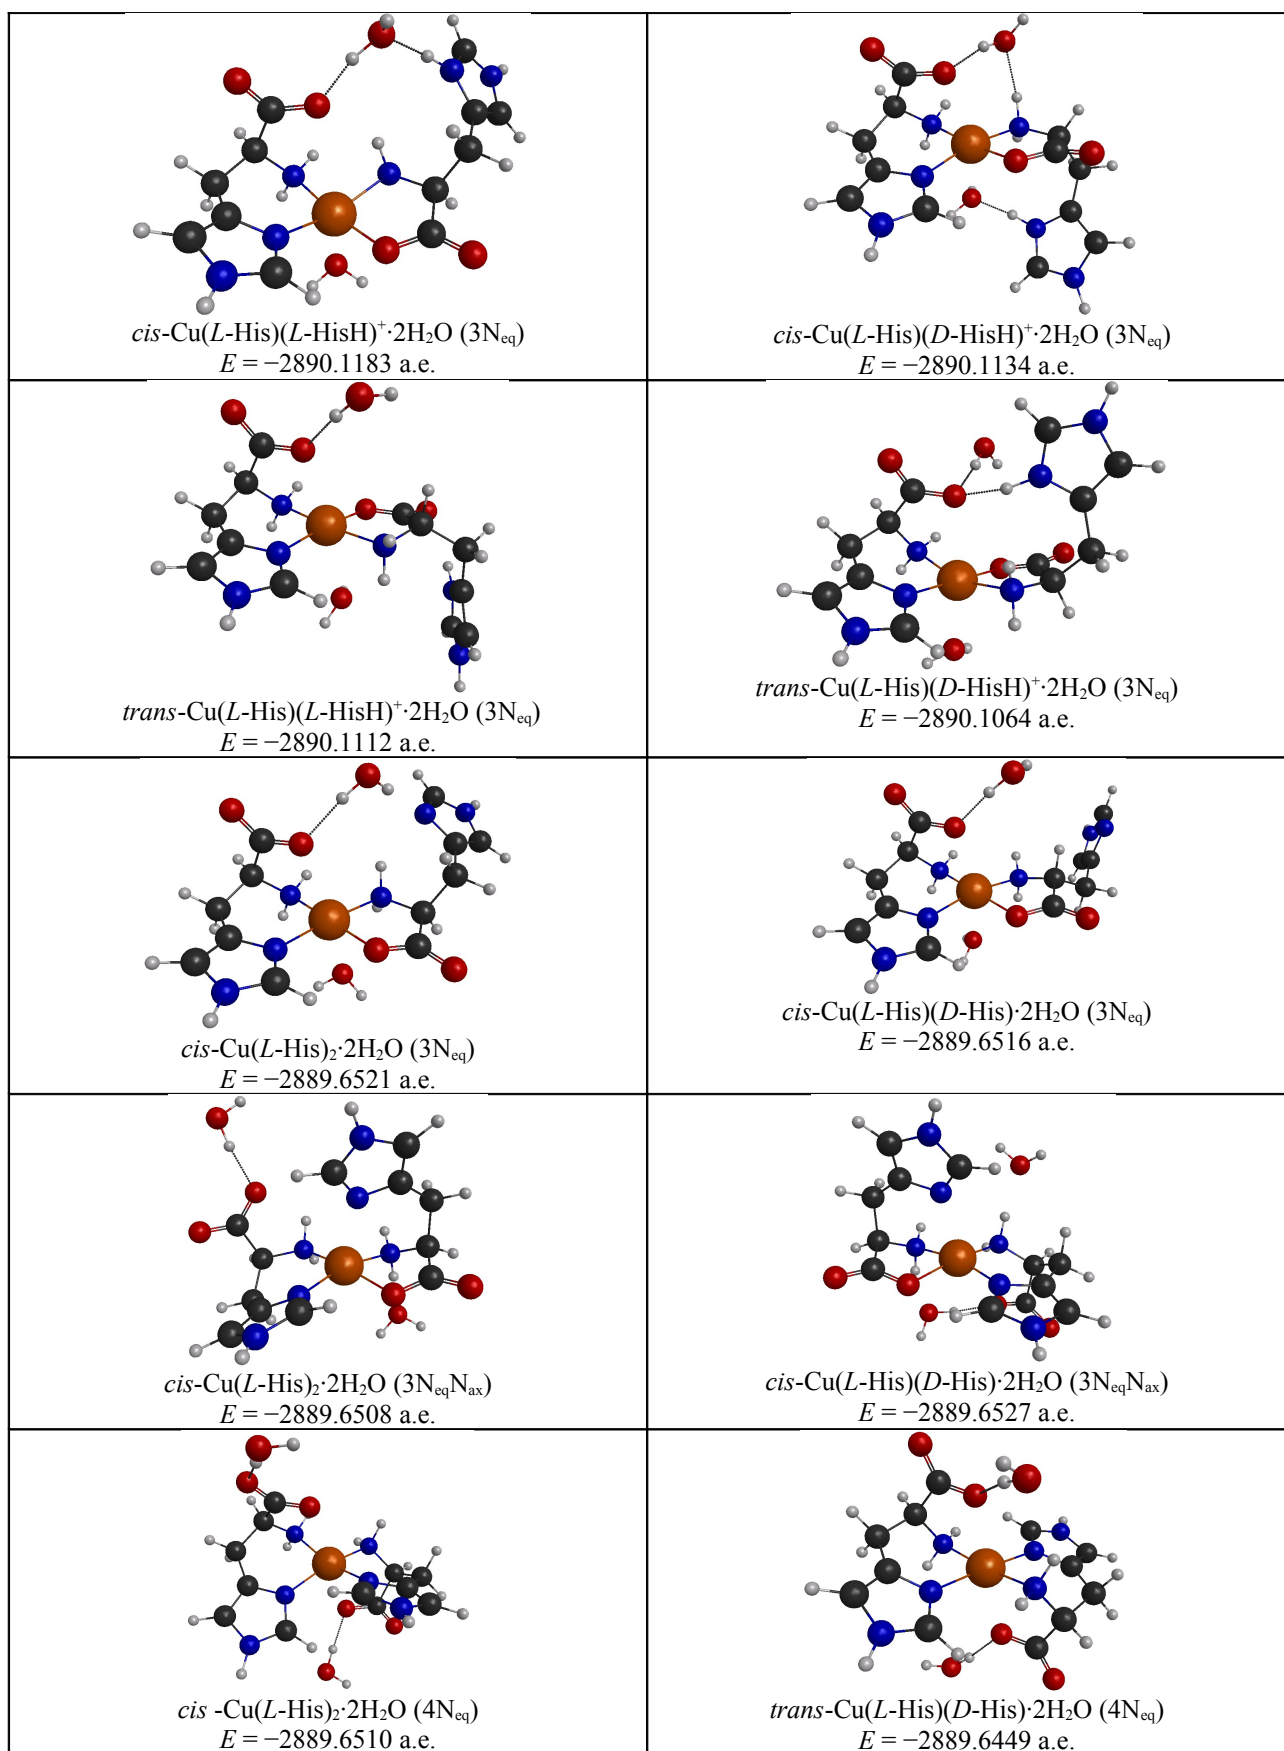 cis-Cu(L-His)(L-HisH)⁺·2H₂O (3Nₑq)
E = −2890.1183 a.e.
cis-Cu(L-His)(D-HisH)⁺·2H₂O (3Nₑq)
E = −2890.1134 a.e.
trans-Cu(L-His)(L-HisH)⁺·2H₂O (3Nₑq)
E = −2890.1112 a.e.
trans-Cu(L-His)(D-HisH)⁺·2H₂O (3Nₑq)
E = −2890.1064 a.e.
cis-Cu(L-His)₂·2H₂O (3Nₑq)
E = −2889.6521 a.e.
cis-Cu(L-His)(D-His)·2H₂O (3Nₑq)
E = −2889.6516 a.e.
cis-Cu(L-His)₂·2H₂O (3NₑqNₐₓ)
E = −2889.6508 a.e.
cis-Cu(L-His)(D-His)·2H₂O (3NₑqNₐₓ)
E = −2889.6527 a.e.
cis -Cu(L-His)₂·2H₂O (4Nₑq)
E = −2889.6510 a.e.
trans-Cu(L-His)(D-His)·2H₂O (4Nₑq)
E = −2889.6449 a.e.